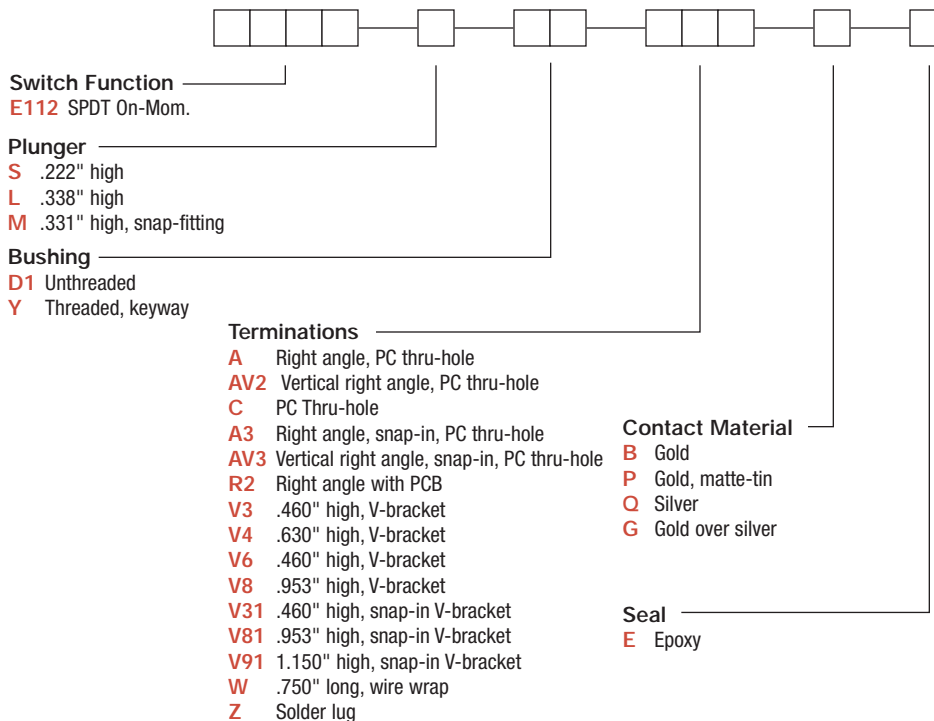 Switch Function
E112 SPDT On-Mom.
Plunger
S .222" high
L .338" high
M .331" high, snap-fitting
Bushing
D1 Unthreaded
Y Threaded, keyway
Terminations
A Right angle, PC thru-hole
AV2 Vertical right angle, PC thru-hole
C PC Thru-hole
A3 Right angle, snap-in, PC thru-hole
AV3 Vertical right angle, snap-in, PC thru-hole
R2 Right angle with PCB
V3 .460" high, V-bracket
V4 .630" high, V-bracket
V6 .460" high, V-bracket
V8 .953" high, V-bracket
V31 .460" high, snap-in V-bracket
V81 .953" high, snap-in V-bracket
V91 1.150" high, snap-in V-bracket
W .750" long, wire wrap
Z Solder lug
Contact Material
B Gold
P Gold, matte-tin
Q Silver
G Gold over silver
Seal
E Epoxy